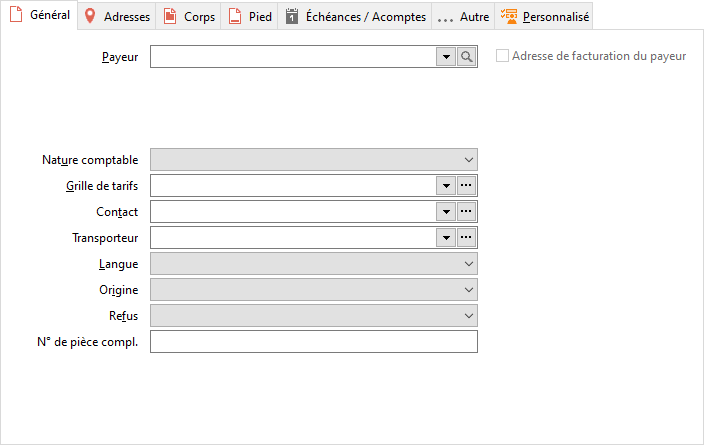 Général Adresses Corps Pied 1 Échéances / Acomptes ... Autre Personnalisé
Payeur Adresse de facturation du payeur
Nature comptable
Grille de tarifs
Contact
Transporteur
Langue
Origine
Refus
N° de pièce compl.